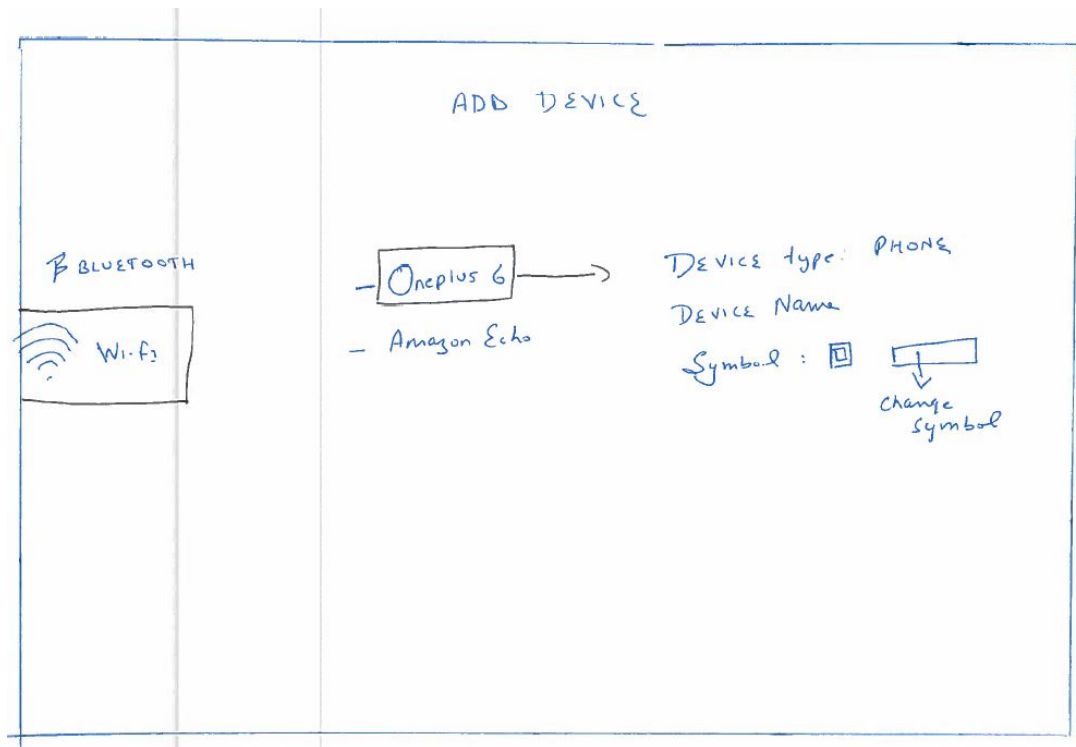 ADD DEVICE
BLUETOOTH
Wi-Fi
- Oneplus 6
- Amazon Echo
DEVICE type: PHONE
DEVICE Name
Symbol :
change
symbol